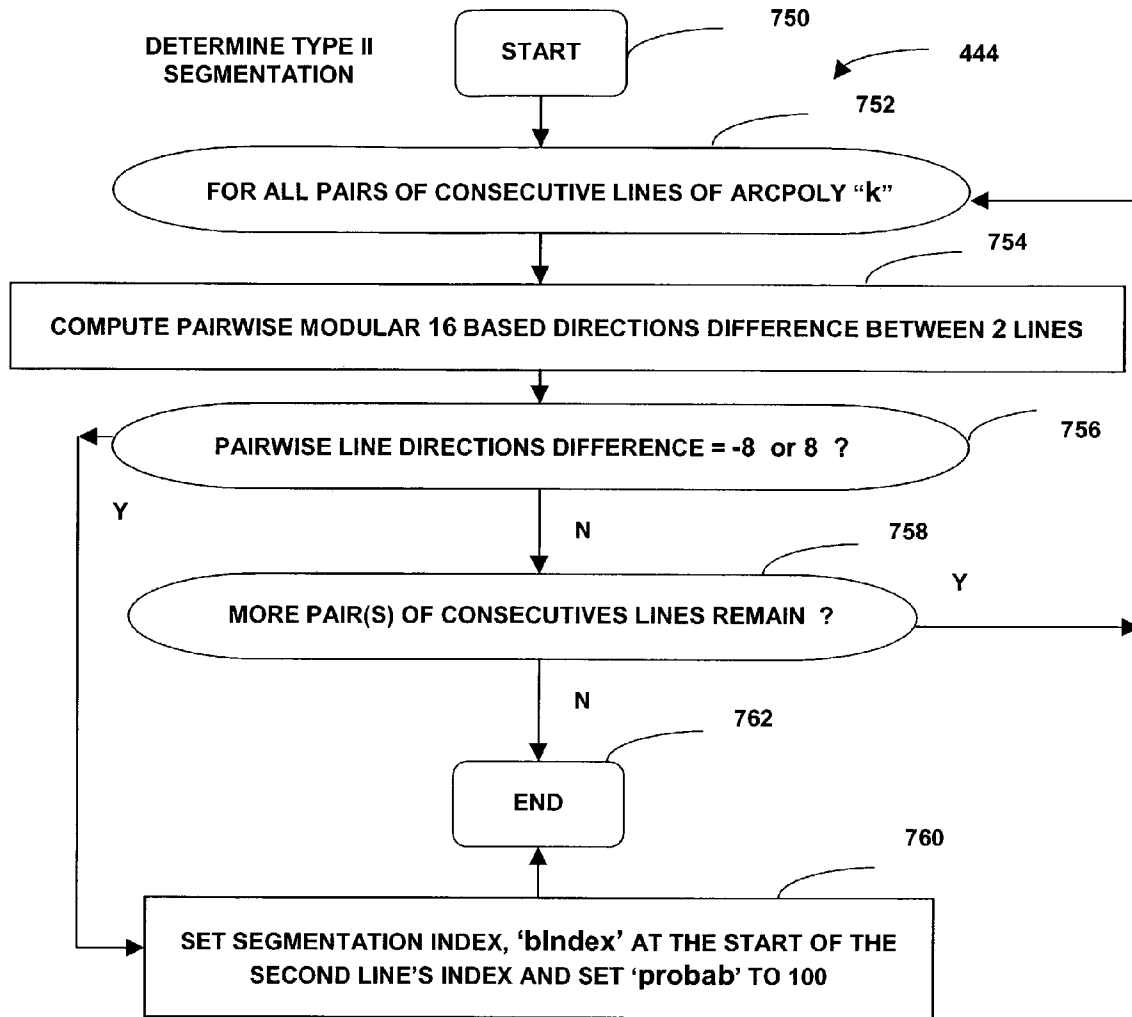 750
DETERMINE TYPE II
SEGMENTATION
START
444
752
FOR ALL PAIRS OF CONSECUTIVE LINES OF ARCPOLY “k”
754
COMPUTE PAIRWISE MODULAR 16 BASED DIRECTIONS DIFFERENCE BETWEEN 2 LINES
PAIRWISE LINE DIRECTIONS DIFFERENCE = -8 or 8 ?
756
Y
N
758
MORE PAIR(S) OF CONSECUTIVES LINES REMAIN ?
Y
N
762
END
760
SET SEGMENTATION INDEX, ‘bIndex’ AT THE START OF THE
SECOND LINE’S INDEX AND SET ‘probab’ TO 100